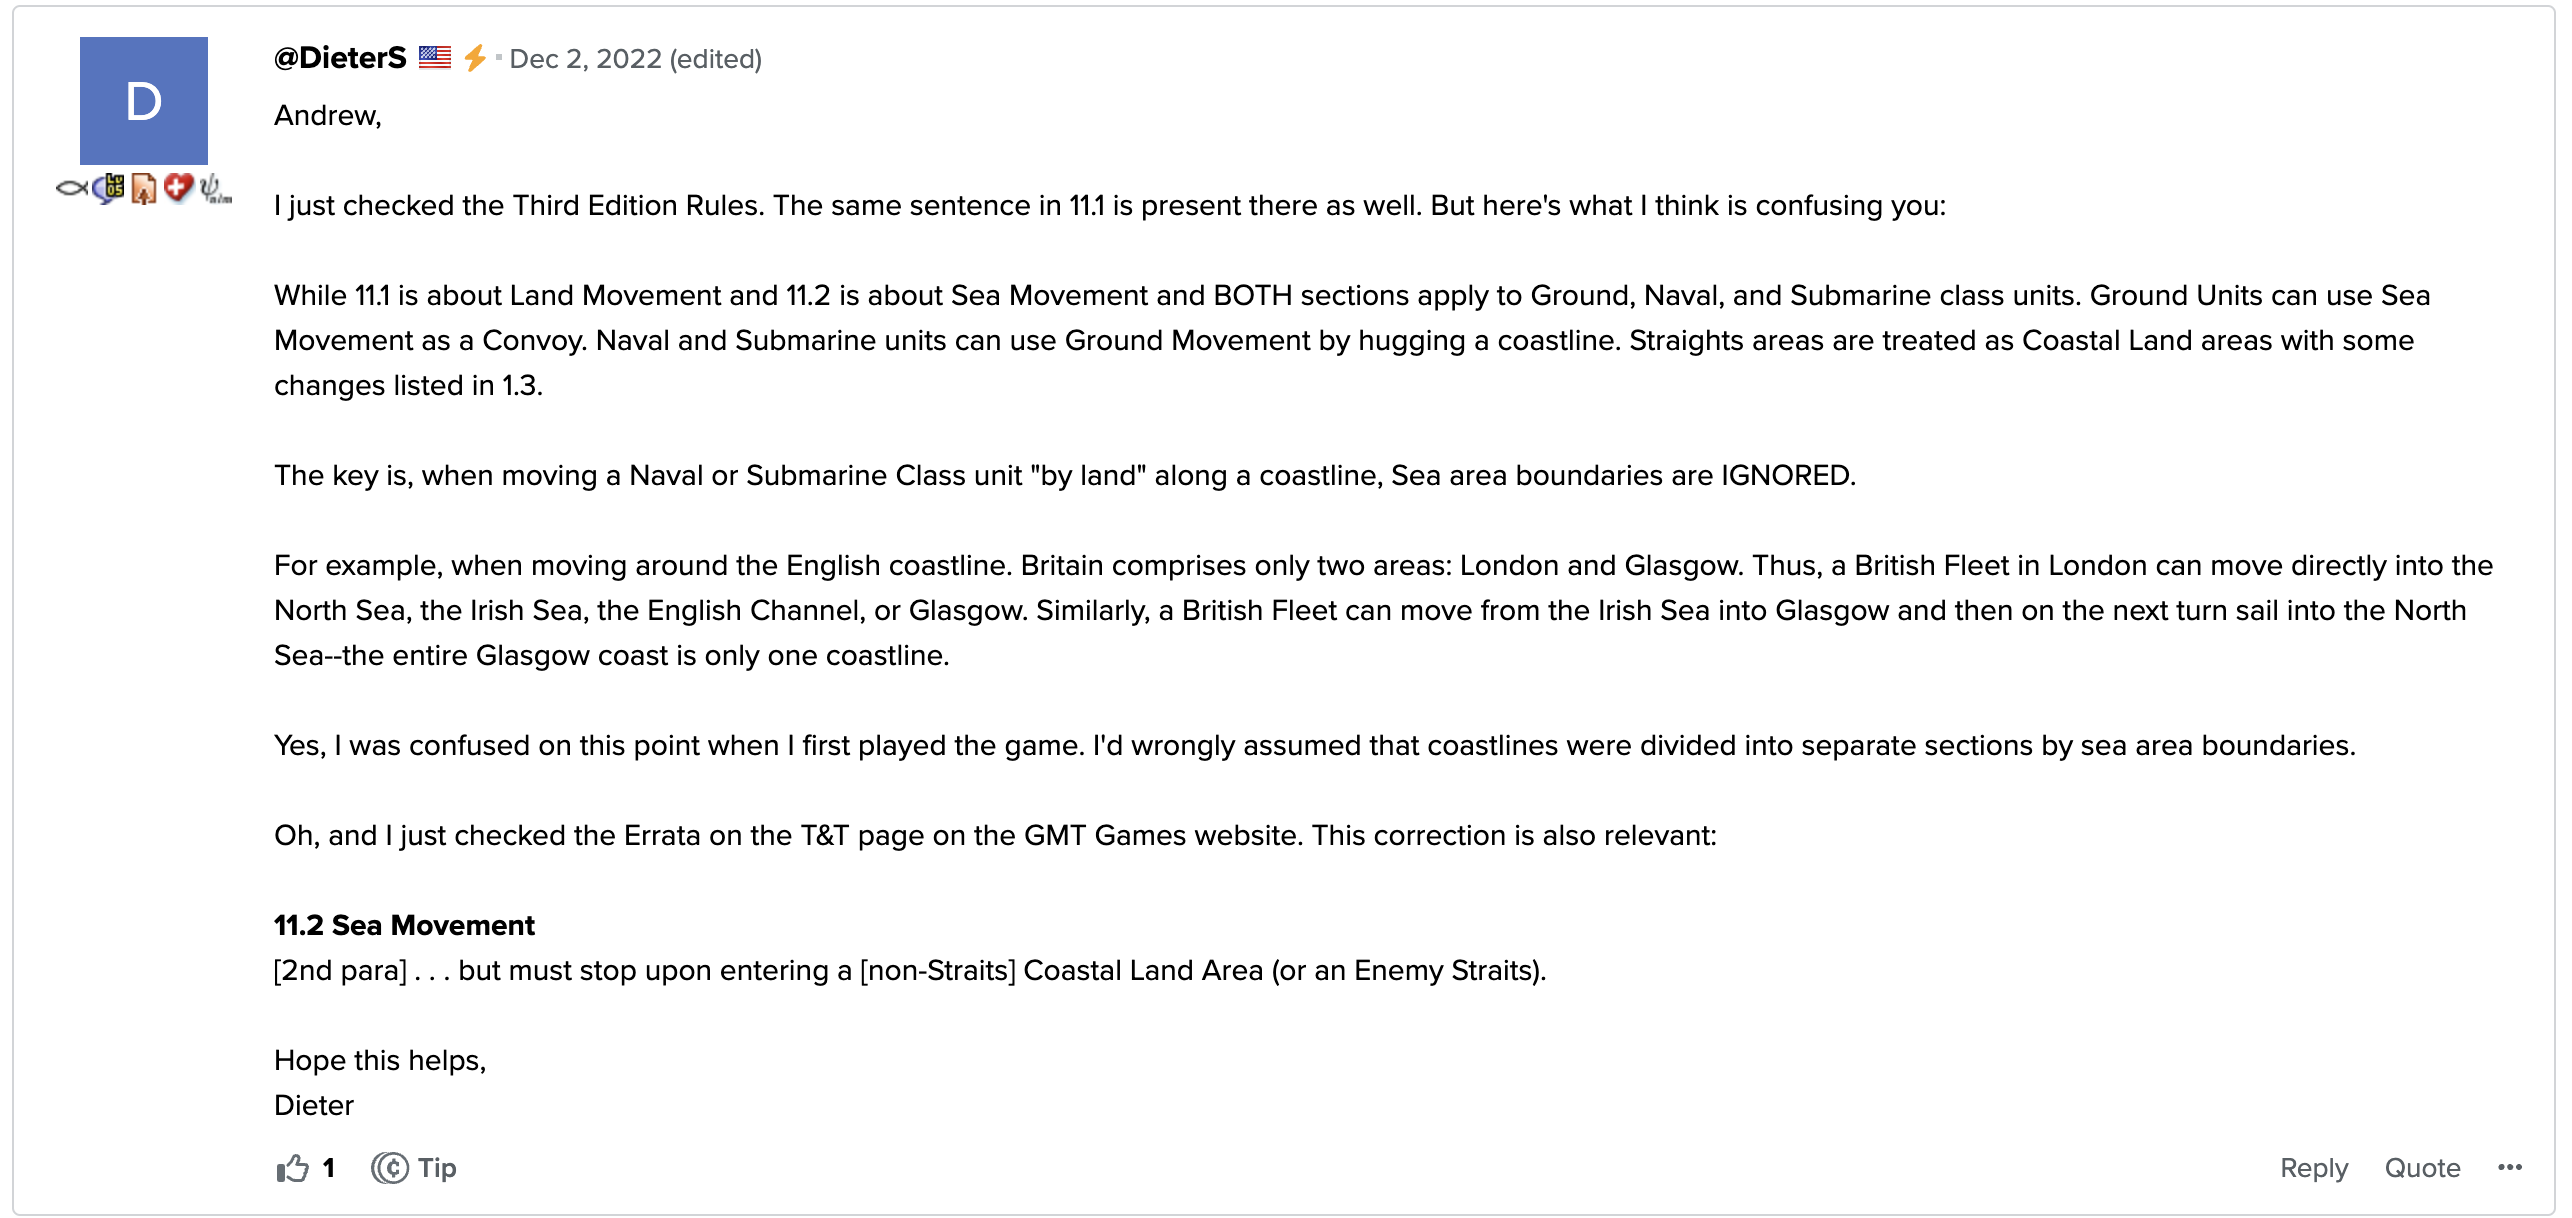 D
@DieterS Dec 2, 2022 (edited)
Andrew,
I just checked the Third Edition Rules. The same sentence in 11.1 is present there as well. But here's what I think is confusing you:
While 11.1 is about Land Movement and 11.2 is about Sea Movement and BOTH sections apply to Ground, Naval, and Submarine class units. Ground Units can use Sea
Movement as a Convoy. Naval and Submarine units can use Ground Movement by hugging a coastline. Straights areas are treated as Coastal Land areas with some
changes listed in 1.3.
The key is, when moving a Naval or Submarine Class unit "by land" along a coastline, Sea area boundaries are IGNORED.
For example, when moving around the English coastline. Britain comprises only two areas: London and Glasgow. Thus, a British Fleet in London can move directly into the
North Sea, the Irish Sea, the English Channel, or Glasgow. Similarly, a British Fleet can move from the Irish Sea into Glasgow and then on the next turn sail into the North
Sea--the entire Glasgow coast is only one coastline.
Yes, I was confused on this point when I first played the game. I'd wrongly assumed that coastlines were divided into separate sections by sea area boundaries.
Oh, and I just checked the Errata on the T&T page on the GMT Games website. This correction is also relevant:
11.2 Sea Movement
[2nd para] . . . but must stop upon entering a [non-Straits] Coastal Land Area (or an Enemy Straits).
Hope this helps,
Dieter
1 Tip Reply Quote